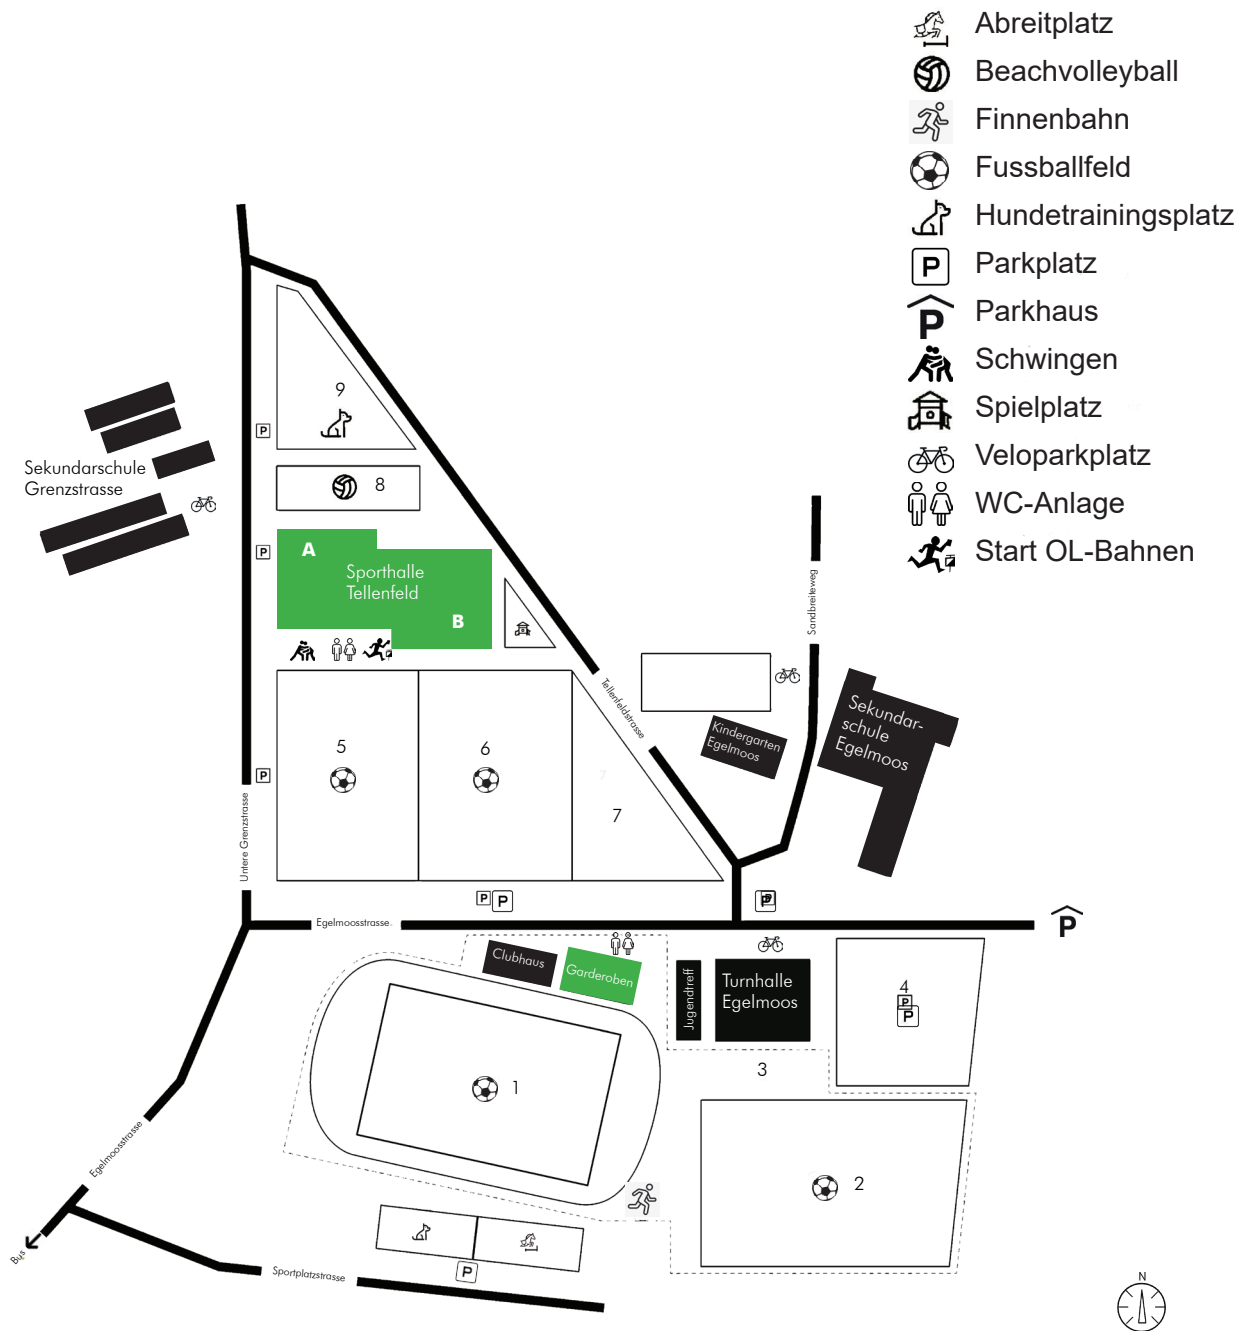 Abreitplatz
Beachvolleyball
Finnenbahn
Fussballfeld
Hundetrainingsplatz
P Parkplatz
P Parkhaus
Schwingen
Spielplatz
Veloparkplatz
WC-Anlage
Start OL-Bahnen
9
P
Sekundarschule
Grenzstrasse
8
P
A
Sporthalle
Tellenfeld
B
Sandbreiteweg
Tellenfeldstrasse
Kindergarten
Egelmoos
Sekundar-
schule
Egelmoos
5
6
7
P
7
Untere Grenzstrasse
P
P
P
P
Egelmoosstrasse
P
Clubhaus
Garderoben
Jugendtreff
Turnhalle
Egelmoos
4
P
P
3
1
2
Egelmoosstrasse
Bus
Sportplatzstrasse
P
N